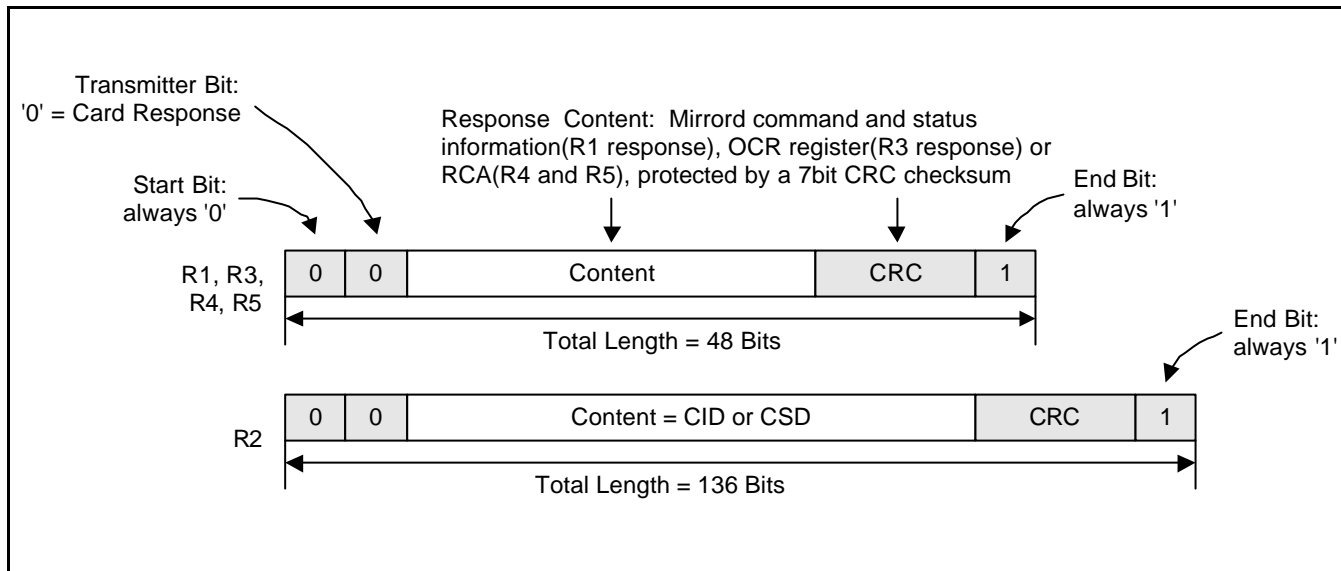 Transmitter Bit:
'0' = Card Response
Response Content: Mirrord command and status
information(R1 response), OCR register(R3 response) or
RCA(R4 and R5), protected by a 7bit CRC checksum
Start Bit:
always '0'
End Bit:
always '1'
R1, R3,
R4, R5
0 0 Content CRC 1
Total Length = 48 Bits
End Bit:
always '1'
R2
0 0 Content = CID or CSD CRC 1
Total Length = 136 Bits